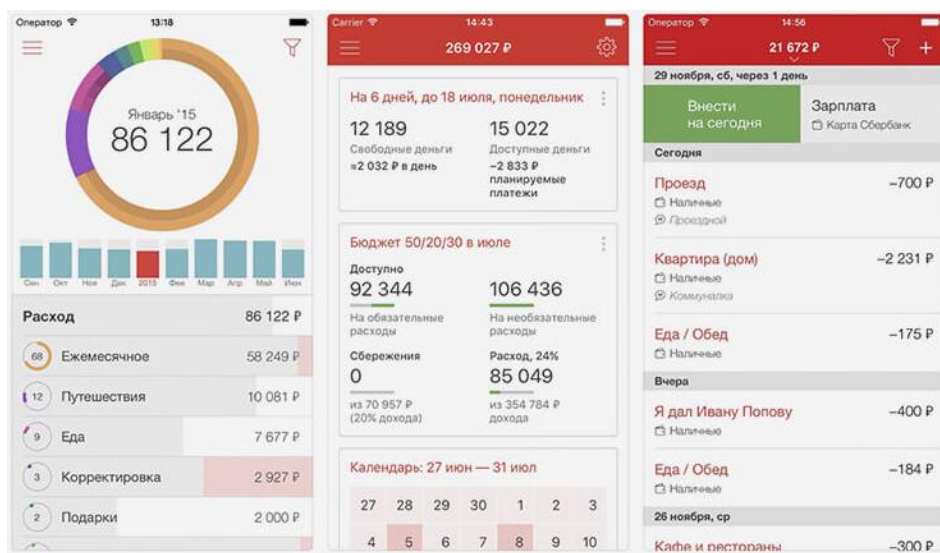 Оператор 13:18
Январь '15
86 122
Сен Окт Ноя Дек 2015 Фев Мар Апр Май Июн
Расход 86 122 ₽
68 Ежемесячное 58 249 ₽
12 Путешествия 10 081 ₽
9 Еда 7 677 ₽
3 Корректировка 2 927 ₽
2 Подарки 2 000 ₽
Carrier 14:43
269 027 ₽
На 6 дней, до 18 июля, понедельник
12 189 15 022
Свободные деньги Доступные деньги
≈2 032 ₽ в день −2 833 ₽
планируемые
платежи
Бюджет 50/20/30 в июле
Доступно
92 344 106 436
На обязательные На необязательные
расходы расходы
Сбережения Расход, 24%
0 85 049
из 70 957 ₽ из 354 784 ₽
(20% дохода) дохода
Календарь: 27 июн — 31 июл
27 28 29 30 1 2 3
4 5 6 7 8 9 10
Оператор 14:56
21 672 ₽ +
29 ноября, сб, через 1 день
Внести Зарплата
на сегодня Карта Сбербанк
Сегодня
Проезд −700 ₽
Наличные
Проездной
Квартира (дом) −2 231 ₽
Наличные
Коммуналка
Еда / Обед −175 ₽
Наличные
Вчера
Я дал Ивану Попову −400 ₽
Наличные
Еда / Обед −184 ₽
Наличные
26 ноября, ср
Кафе и рестораны −300 ₽